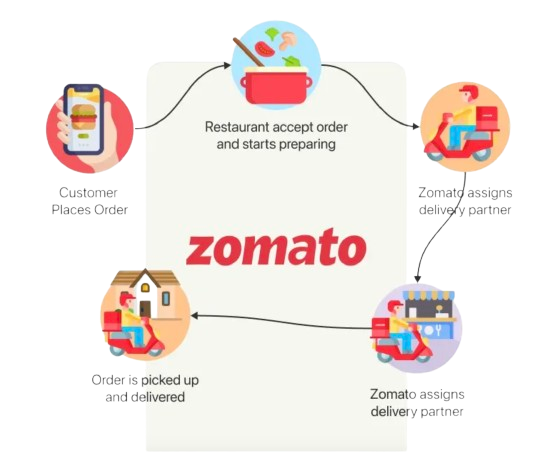 Customer
Places Order
Restaurant accept order
and starts preparing
Zomato assigns
delivery partner
zomato
Zomato assigns
delivery partner
Order is picked up
and delivered